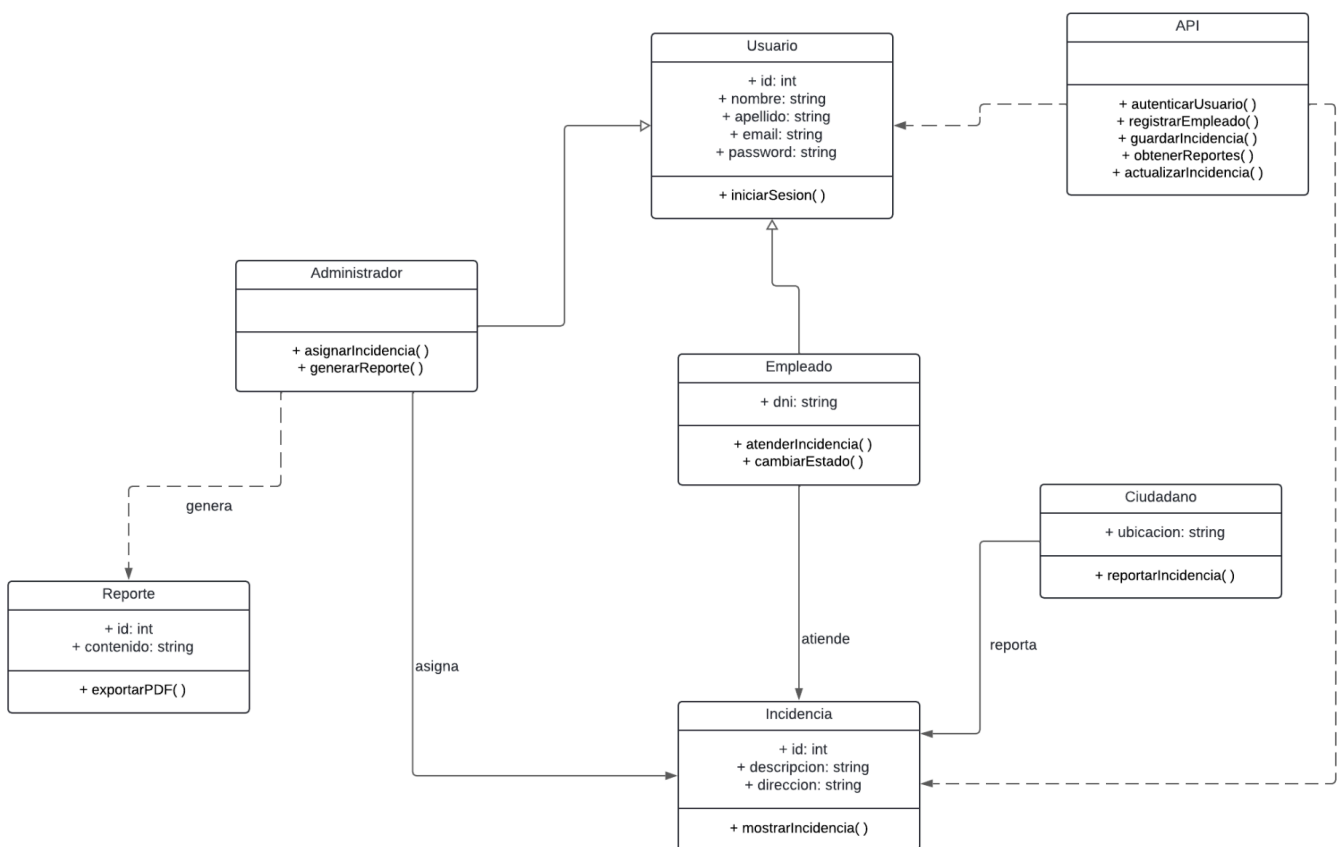 Usuario
+ id: int
+ nombre: string
+ apellido: string
+ email: string
+ password: string
+ iniciarSesion( )
API
+ autenticarUsuario( )
+ registrarEmpleado( )
+ guardarIncidencia( )
+ obtenerReportes( )
+ actualizarIncidencia( )
Administrador
+ asignarIncidencia( )
+ generarReporte( )
Empleado
+ dni: string
+ atenderIncidencia( )
+ cambiarEstado( )
Ciudadano
+ ubicacion: string
+ reportarIncidencia( )
genera
Reporte
+ id: int
+ contenido: string
+ exportarPDF( )
asigna
atiende
reporta
Incidencia
+ id: int
+ descripcion: string
+ direccion: string
+ mostrarIncidencia( )